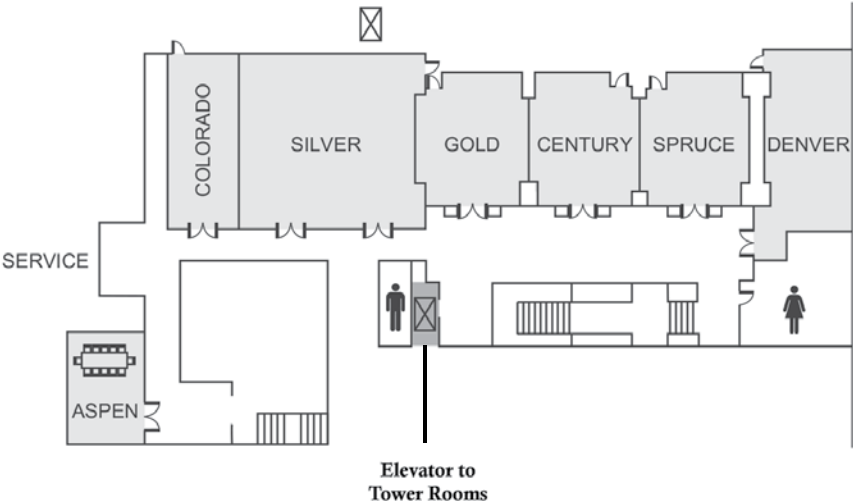 COLORADO
SILVER
GOLD
CENTURY
SPRUCE
DENVER
SERVICE
ASPEN
Elevator to
Tower Rooms